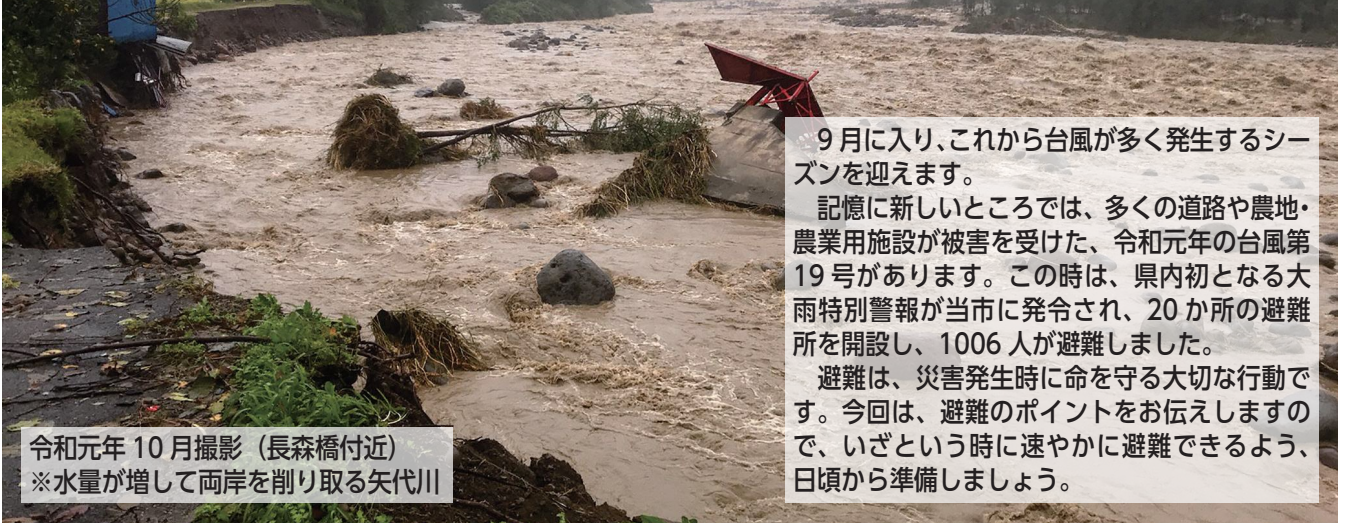 9 月に入り、これから台風が多く発生するシー
ズンを迎えます。
　記憶に新しいところでは、多くの道路や農地・
農業用施設が被害を受けた、令和元年の台風第
19 号があります。この時は、県内初となる大
雨特別警報が当市に発令され、20 か所の避難
所を開設し、1006 人が避難しました。
　避難は、災害発生時に命を守る大切な行動で
す。今回は、避難のポイントをお伝えしますの
で、いざという時に速やかに避難できるよう、
日頃から準備しましょう。
令和元年 10 月撮影（長森橋付近）
※水量が増して両岸を削り取る矢代川